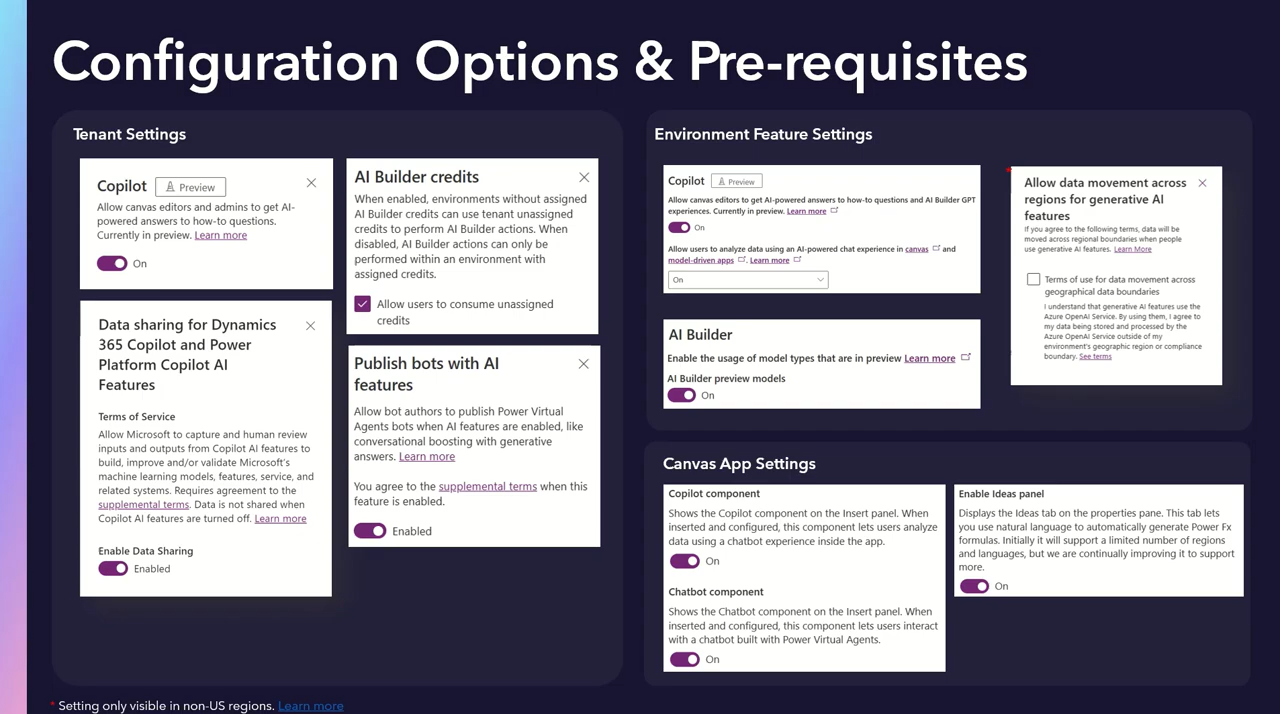 Configuration Options & Pre-requisites
Tenant Settings
Copilot
Preview
Allow canvas editors and admins to get AI-
powered answers to how-to questions.
Currently in preview. Learn more
On
Data sharing for Dynamics
365 Copilot and Power
Platform Copilot AI
Features
Terms of Service
Allow Microsoft to capture and human review
inputs and outputs from Copilot AI features to
build, improve and/or validate Microsoft's
machine learning models, features, service, and
related systems. Requires agreement to the
supplemental terms. Data is not shared when
Copilot AI features are turned off. Learn more
Enable Data Sharing
Enabled
AI Builder credits
When enabled, environments without assigned
AI Builder credits can use tenant unassigned
credits to perform AI Builder actions. When
disabled, AI Builder actions can only be
performed within an environment with
assigned credits.
Allow users to consume unassigned
credits
Publish bots with AI
features
Allow bot authors to publish Power Virtual
Agents bots when AI features are enabled, like
conversational boosting with generative
answers. Learn more
You agree to the supplemental terms when this
feature is enabled.
Enabled
Environment Feature Settings
Copilot
Preview
Allow canvas editors to get AI-powered answers to how-to questions and AI Builder GPT
experiences. Currently in preview. Learn more
On
Allow users to analyze data using an AI-powered chat experience in canvas and
model-driven apps. Learn more
On
AI Builder
Enable the usage of model types that are in preview Learn more
AI Builder preview models
On
*
Allow data movement across
regions for generative AI
features
If you agree to the following terms, data will be
moved across regional boundaries when people
use generative AI features. Learn More
Terms of use for data movement across
geographical data boundaries
I understand that generative AI features use the
Azure OpenAI Service. By using them, I agree to
my data being stored and processed by the
Azure OpenAI Service outside of my
environment's geographic region or compliance
boundary. See terms
Canvas App Settings
Copilot component
Shows the Copilot component on the Insert panel. When
inserted and configured, this component lets users analyze
data using a chatbot experience inside the app.
On
Chatbot component
Shows the Chatbot component on the Insert panel. When
inserted and configured, this component lets users interact
with a chatbot built with Power Virtual Agents.
On
Enable Ideas panel
Displays the Ideas tab on the properties pane. This tab lets
you use natural language to automatically generate Power Fx
formulas. Initially it will support a limited number of regions
and languages, but we are continually improving it to support
more.
On
* Setting only visible in non-US regions. Learn more